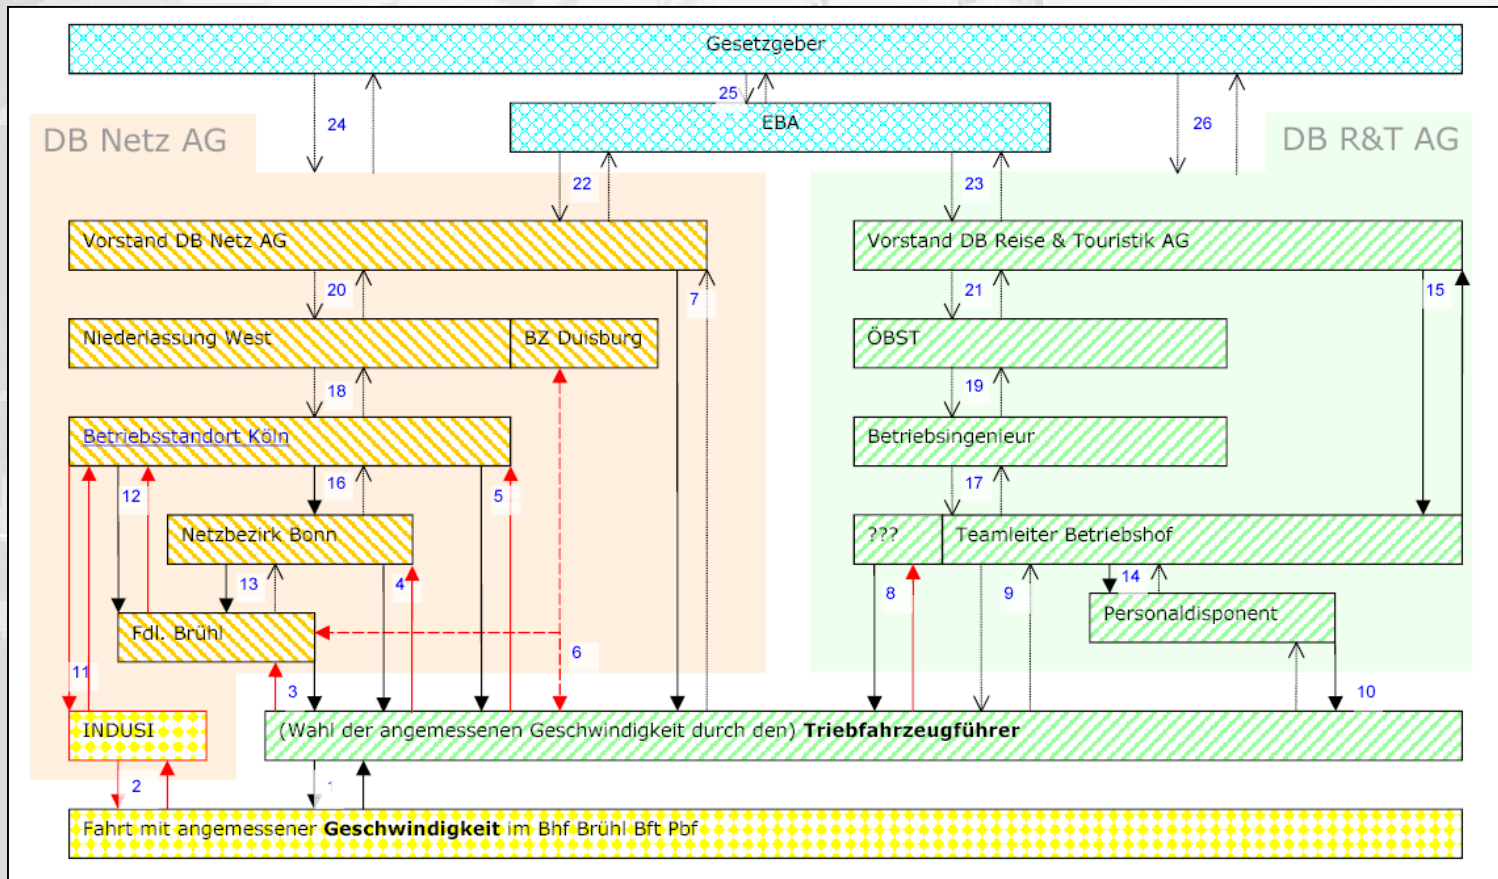 Gesetzgeber
25
EBA
24
26
DB Netz AG
DB R&T AG
22
23
Vorstand DB Netz AG
Vorstand DB Reise & Touristik AG
20
7
21
15
Niederlassung West
BZ Duisburg
ÖBST
18
19
Betriebsstandort Köln
Betriebsingenieur
12
16
5
17
Netzbezirk Bonn
???
Teamleiter Betriebshof
13
4
8
9
14
Fdl. Brühl
Personaldisponent
6
11
3
10
INDUSI
(Wahl der angemessenen Geschwindigkeit durch den) Triebfahrzeugführer
2
1
Fahrt mit angemessener Geschwindigkeit im Bhf Brühl Bft Pbf